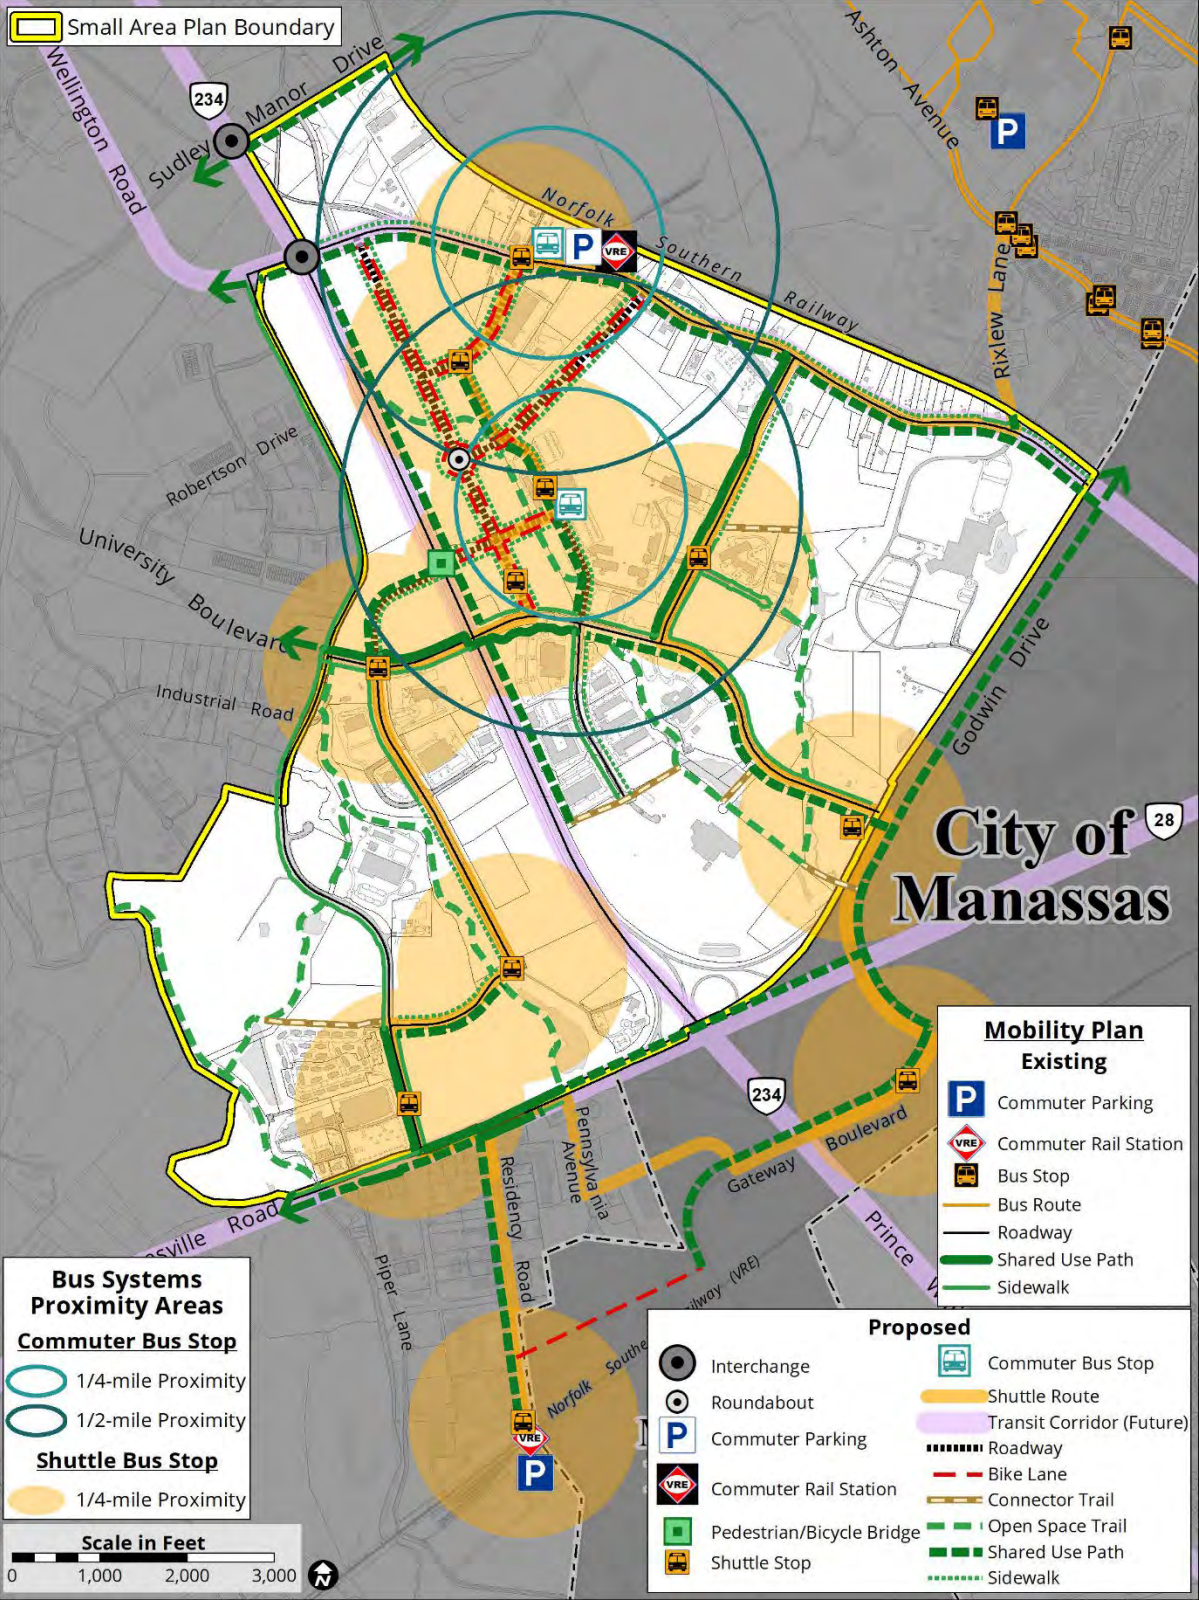 Small Area Plan Boundary
Wellington Road
234
Sudley Manor Drive
Ashton Avenue
P
Norfolk Southern Railway
P
VRE
Rixlew Lane
Robertson Drive
University Boulevard
Industrial Road
Godwin Drive
28
City of
Manassas
234
Pennsylvania
Avenue
Gateway Boulevard
Residency Road
Road
Piper Lane
Prince
Norfolk
VRE
P
Mobility Plan
Existing
P Commuter Parking
VRE Commuter Rail Station
Bus Stop
Bus Route
Roadway
Shared Use Path
Sidewalk
Bus Systems
Proximity Areas
Commuter Bus Stop
1/4-mile Proximity
1/2-mile Proximity
Shuttle Bus Stop
1/4-mile Proximity
Scale in Feet
0 1,000 2,000 3,000
N
Proposed
Interchange
Roundabout
P Commuter Parking
VRE Commuter Rail Station
Pedestrian/Bicycle Bridge
Shuttle Stop
Commuter Bus Stop
Shuttle Route
Transit Corridor (Future)
Roadway
Bike Lane
Connector Trail
Open Space Trail
Shared Use Path
Sidewalk